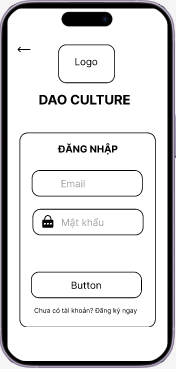 Logo
DAO CULTURE
ĐĂNG NHẬP
Email
Mật khẩu
Button
Chưa có tài khoản? Đăng ký ngay